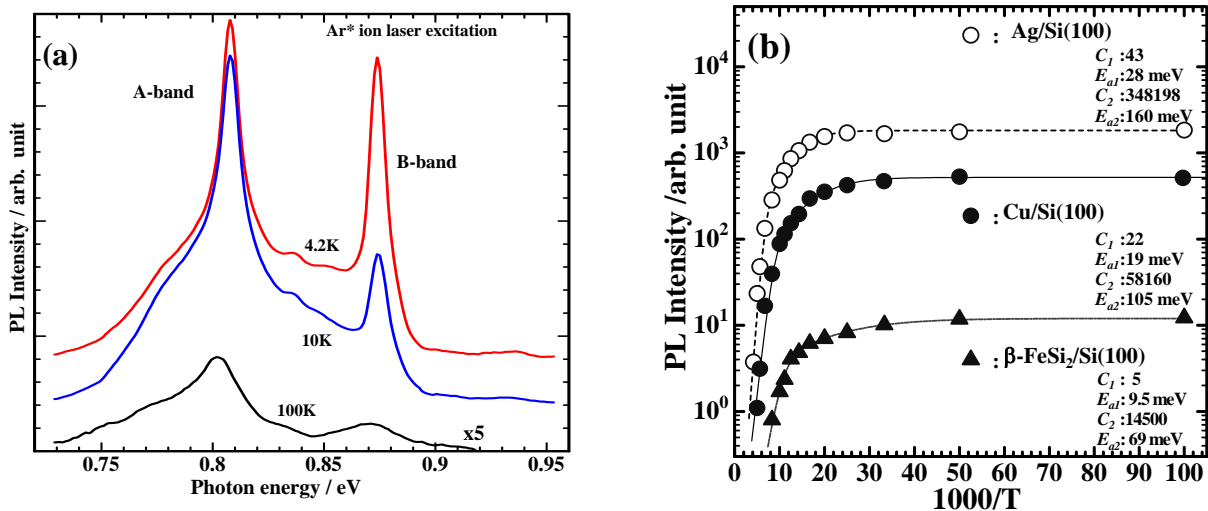 (a)
Ar* ion laser excitation
A-band
B-band
4.2K
10K
100K
x5
PL Intensity / arb. unit
0.75 0.8 0.85 0.9 0.95
Photon energy / eV
(b)
Ag/Si(100)
C1 :43
Ea1:28 meV
C2 :348198
Ea2:160 meV
: Cu/Si(100)
C1 :22
Ea1:19 meV
C2 :58160
Ea2:105 meV
: β-FeSi2/Si(100)
C1 : 5
Ea1:9.5 meV
C2 :14500
Ea2:69 meV
PL Intensity /arb. unit
10^4
10^3
10^2
10^1
10^0
0 10 20 30 40 50 60 70 80 90 100
1000/T